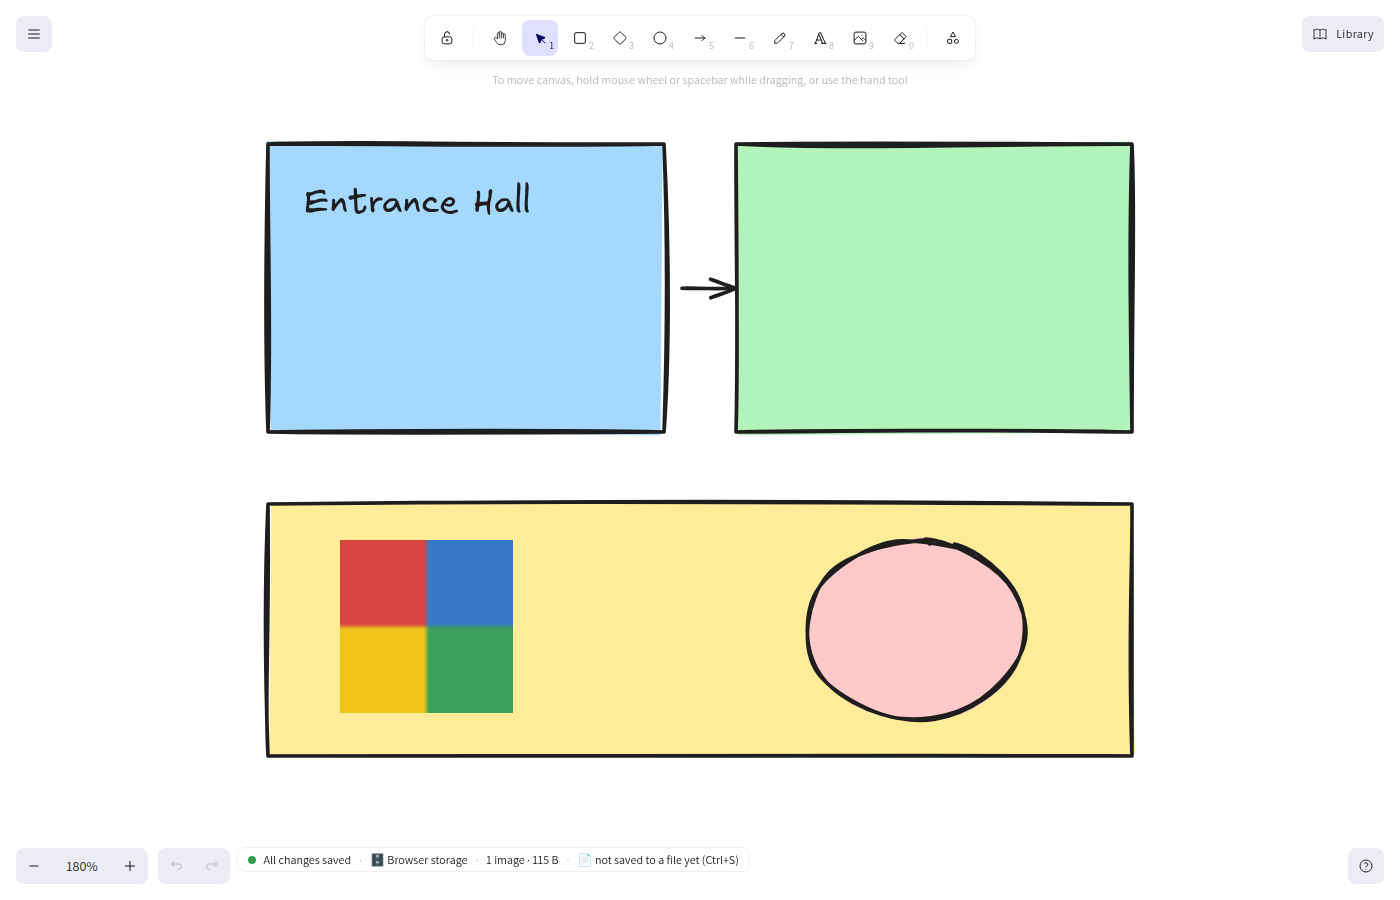 1
2
3
4
5
6
7
8
9
0
Library
To move canvas, hold mouse wheel or spacebar while dragging, or use the hand tool
Entrance Hall
180%
All changes saved · Browser storage · 1 image · 115 B · not saved to a file yet (Ctrl+S)